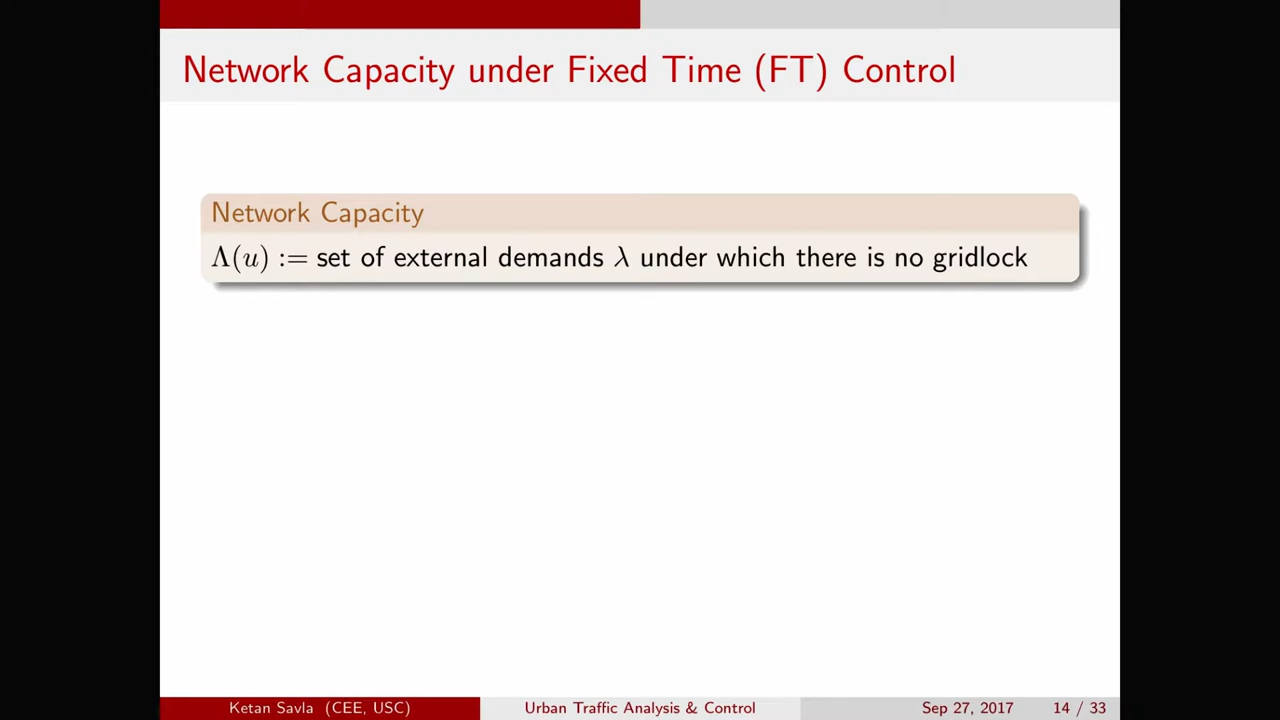 Network Capacity under Fixed Time (FT) Control
Network Capacity
Λ(u) := set of external demands λ under which there is no gridlock
Ketan Savla (CEE, USC) Urban Traffic Analysis & Control Sep 27, 2017 14 / 33